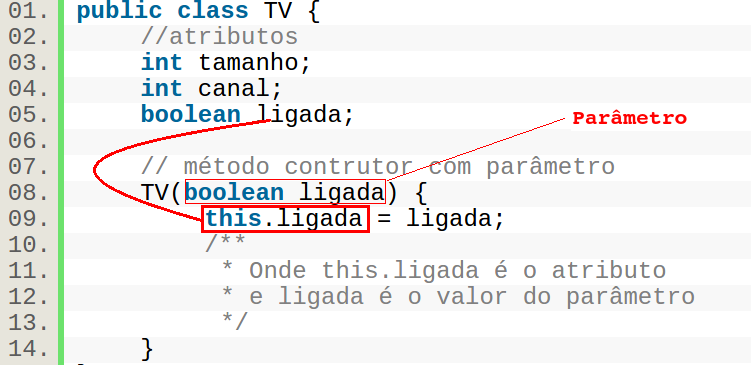 01. public class TV {
02. //atributos
03. int tamanho;
04. int canal;
05. boolean ligada;
06. Parâmetro
07. // método contrutor com parâmetro
08. TV(boolean ligada) {
09. this.ligada = ligada;
10. /**
11. * Onde this.ligada é o atributo
12. * e ligada é o valor do parâmetro
13. */
14. }